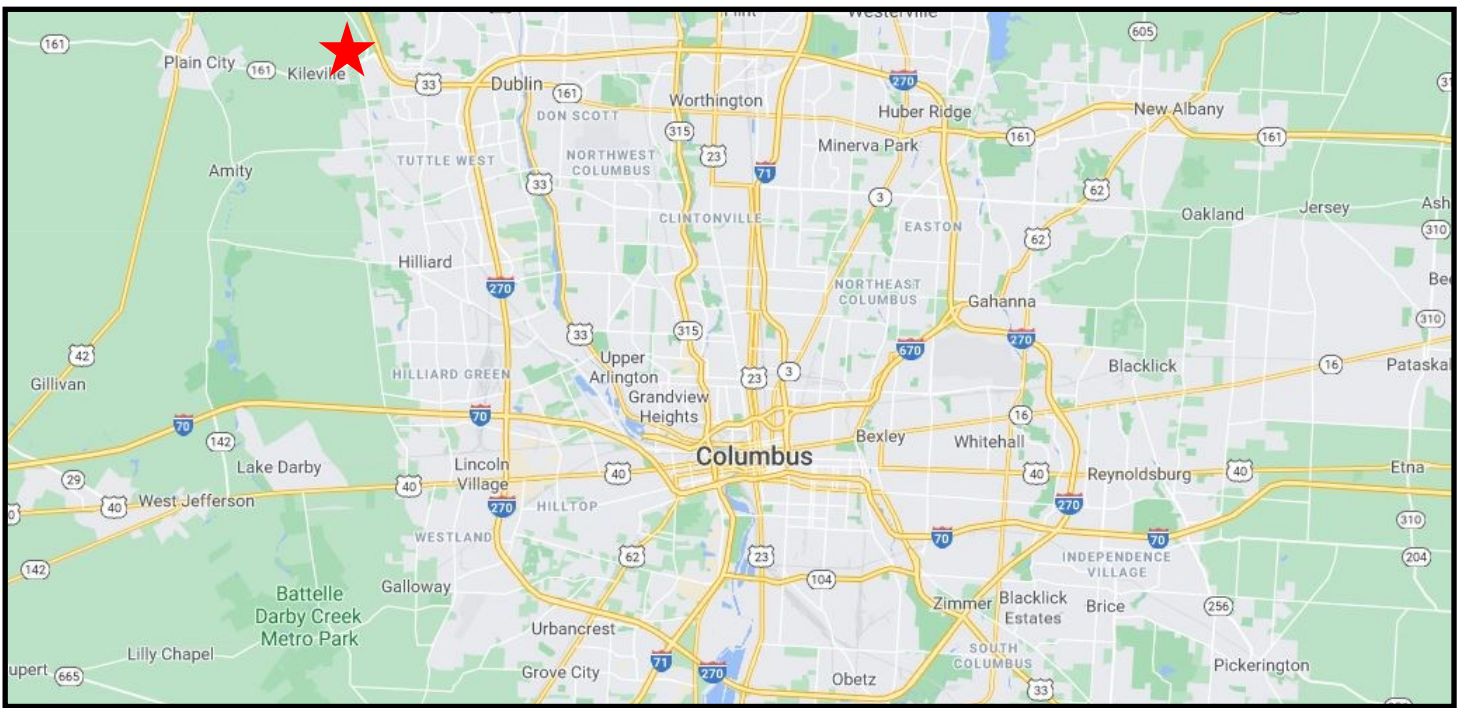 Westerville
161
605
Plain City
161
Kileville
33
Dublin
161
270
Worthington
Huber Ridge
New Albany
DON SCOTT
315
161
161
Minerva Park
TUTTLE WEST
NORTHWEST
COLUMBUS
23
71
Amity
33
3
62
CLINTONVILLE
EASTON
Oakland
Jersey
310
62
Hilliard
270
NORTHEAST
COLUMBUS
Gahanna
310
33
315
270
670
42
Upper
Arlington
Blacklick
16
Gillivan
HILLIARD GREEN
23
3
Grandview
Heights
70
70
16
142
Columbus
Bexley
Whitehall
Lake Darby
Lincoln
Village
40
40
Reynoldsburg
40
Etna
29
40
West Jefferson
40
270
HILLTOP
270
310
WESTLAND
70
70
62
23
INDEPENDENCE
VILLAGE
204
142
104
Galloway
Battelle
Darby Creek
Metro Park
Zimmer
Blacklick
Estates
Brice
256
Urbancrest
Lilly Chapel
SOUTH
COLUMBUS
71
270
Grove City
Obetz
Pickerington
665
33